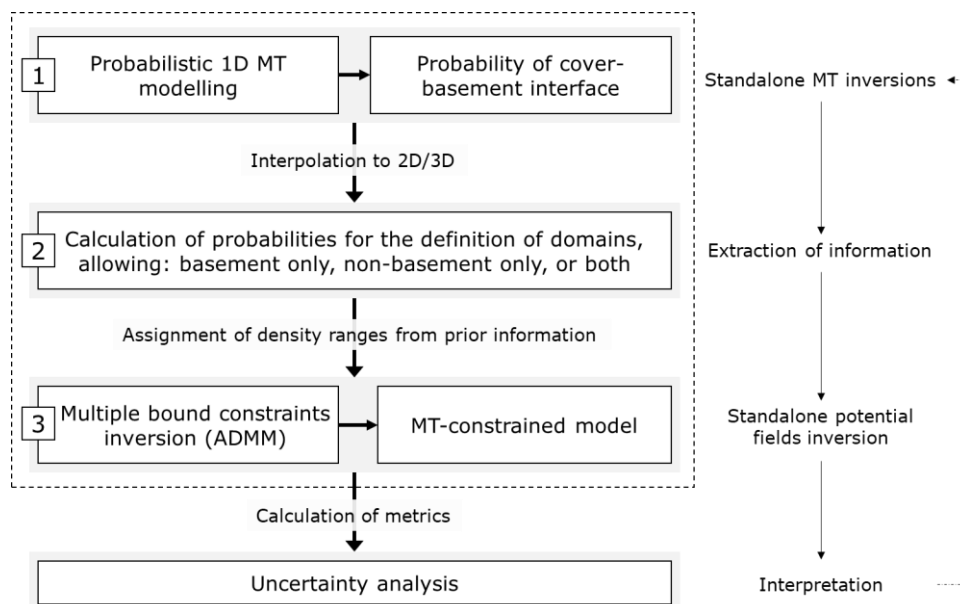 1
Probabilistic 1D MT
modelling
Probability of cover-
basement interface
Standalone MT inversions
Interpolation to 2D/3D
2
Calculation of probabilities for the definition of domains,
allowing: basement only, non-basement only, or both
Extraction of information
Assignment of density ranges from prior information
3
Multiple bound constraints
inversion (ADMM)
MT-constrained model
Standalone potential
fields inversion
Calculation of metrics
Uncertainty analysis
Interpretation